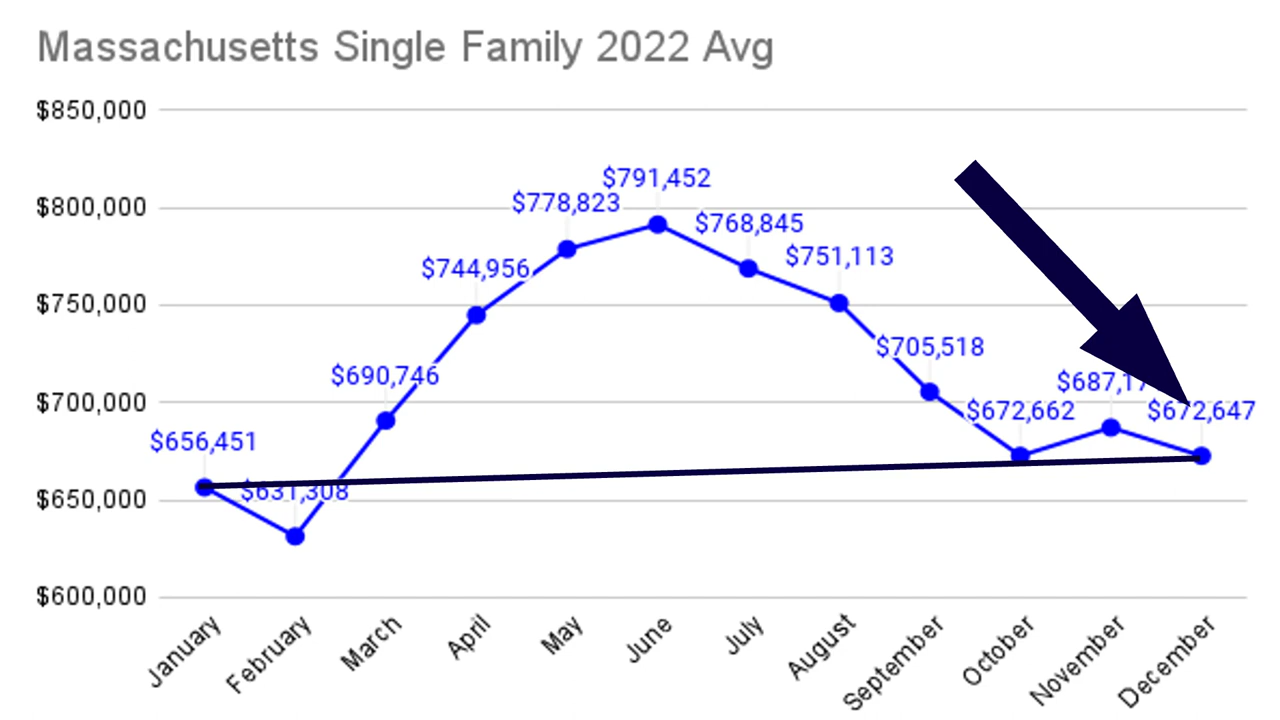 Massachusetts Single Family 2022 Avg
$850,000
$800,000
$750,000
$700,000
$650,000
$600,000
$656,451
$631,308
$690,746
$744,956
$778,823
$791,452
$768,845
$751,113
$705,518
$672,662
$672,647
January
February
March
April
May
June
July
August
September
October
November
December